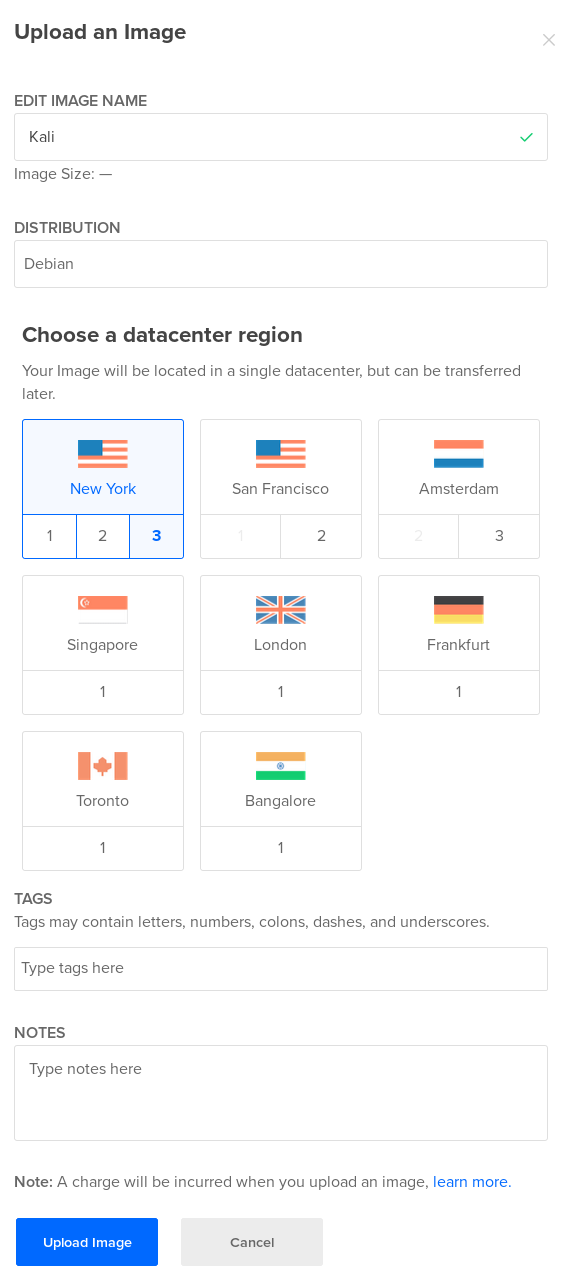 Upload an Image
EDIT IMAGE NAME
Kali
Image Size: —
DISTRIBUTION
Debian
Choose a datacenter region
Your Image will be located in a single datacenter, but can be transferred
later.
New York
San Francisco
Amsterdam
1 2 3
1 2
2 3
Singapore
London
Frankfurt
1
1
1
Toronto
Bangalore
1
1
TAGS
Tags may contain letters, numbers, colons, dashes, and underscores.
Type tags here
NOTES
Type notes here
Note: A charge will be incurred when you upload an image, learn more.
Upload Image
Cancel